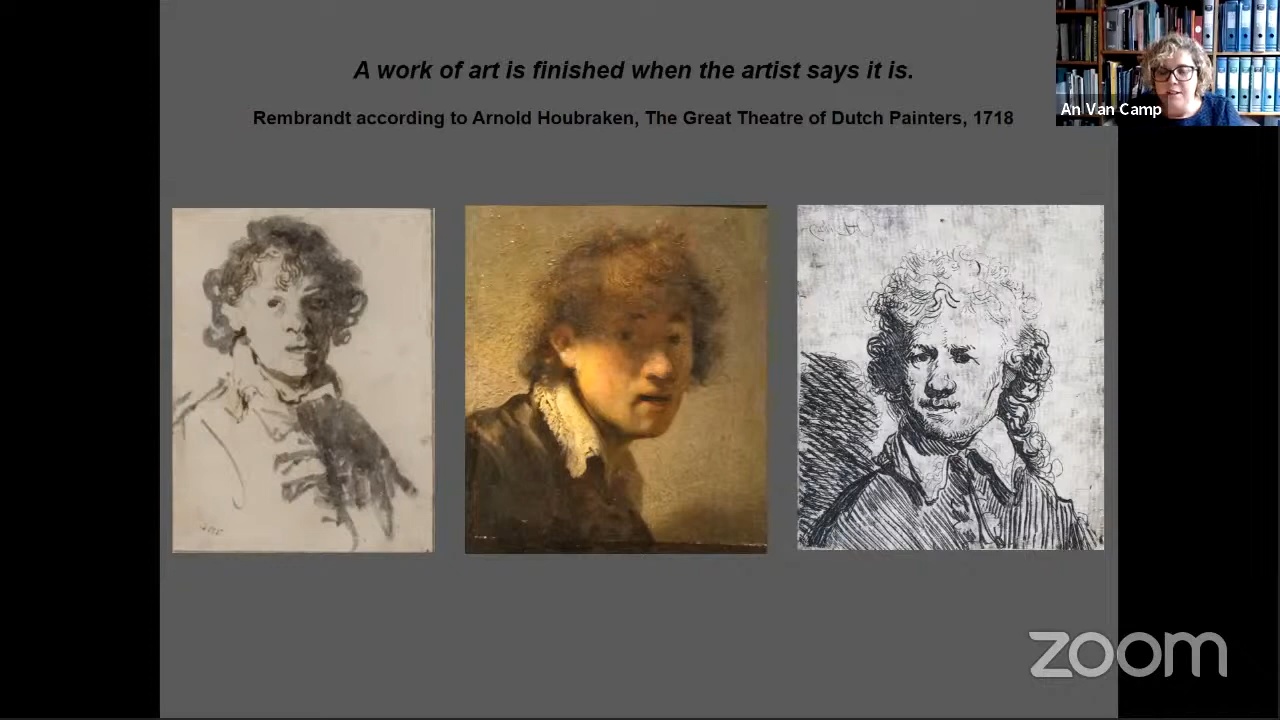 A work of art is finished when the artist says it is.
Rembrandt according to Arnold Houbraken, The Great Theatre of Dutch Painters, 1718
An Van Camp
zoom